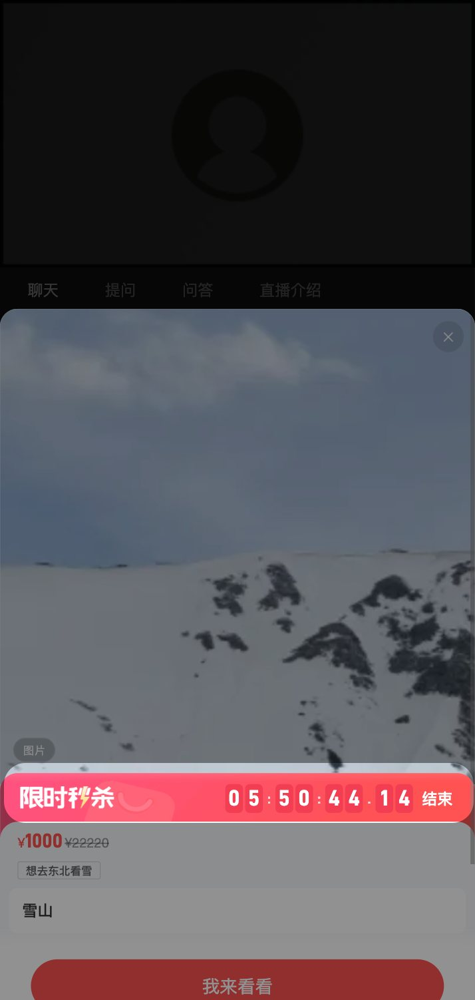 聊天 提问 问答 直播介绍
图片
限时秒杀 05:50:44.14 结束
¥1000 ¥22220
想去东北看雪
雪山
我来看看